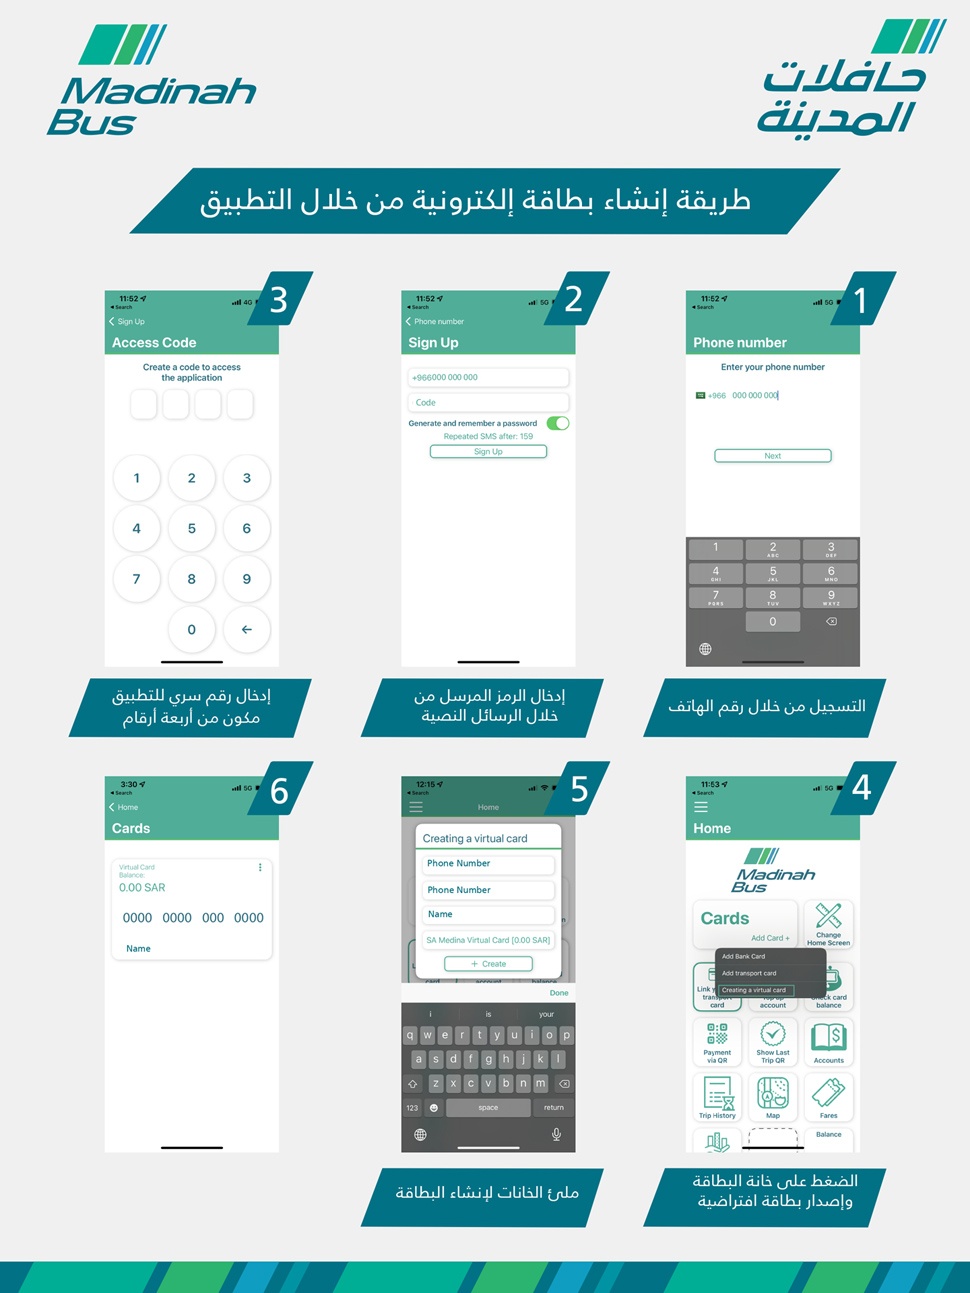 Madinah
Bus
حافلات
المدينة
طريقة إنشاء بطاقة إلكترونية من خلال التطبيق
1
11:52
Search
5G
Phone number
Enter your phone number
+966 000 000 000
Next
1
2 ABC
3 DEF
4 GHI
5 JKL
6 MNO
7 PQRS
8 TUV
9 WXYZ
0
التسجيل من خلال رقم الهاتف
2
11:52
Search
5G
Phone number
Sign Up
+966000 000 000
Code
Generate and remember a password
Repeated SMS after: 159
Sign Up
إدخال الرمز المرسل من
خلال الرسائل النصية
3
11:52
Search
4G
Sign Up
Access Code
Create a code to access
the application
1 2 3
4 5 6
7 8 9
0
إدخال رقم سري للتطبيق
مكون من أربعة أرقام
4
11:53
Search
5G
Home
Madinah
Bus
Cards
Add Card +
Change
Home Screen
Add Bank Card
Add transport card
Creating a virtual card
transport
card
account
Check card
balance
Payment
via QR
Show Last
Trip QR
Accounts
Trip History
Map
Fares
Balance
الضغط على خانة البطاقة
وإصدار بطاقة افتراضية
5
12:15
Search
Home
Creating a virtual card
Phone Number
Phone Number
Name
SA Medina Virtual Card [0.00 SAR]
+ Create
card
account
balance
Done
i is your
q w e r t y u i o p
a s d f g h j k l
z x c v b n m
123 space return
ملئ الخانات لإنشاء البطاقة
6
3:30
Search
5G
Home
Cards
Virtual Card
Balance:
0.00 SAR
0000 0000 000 0000
Name